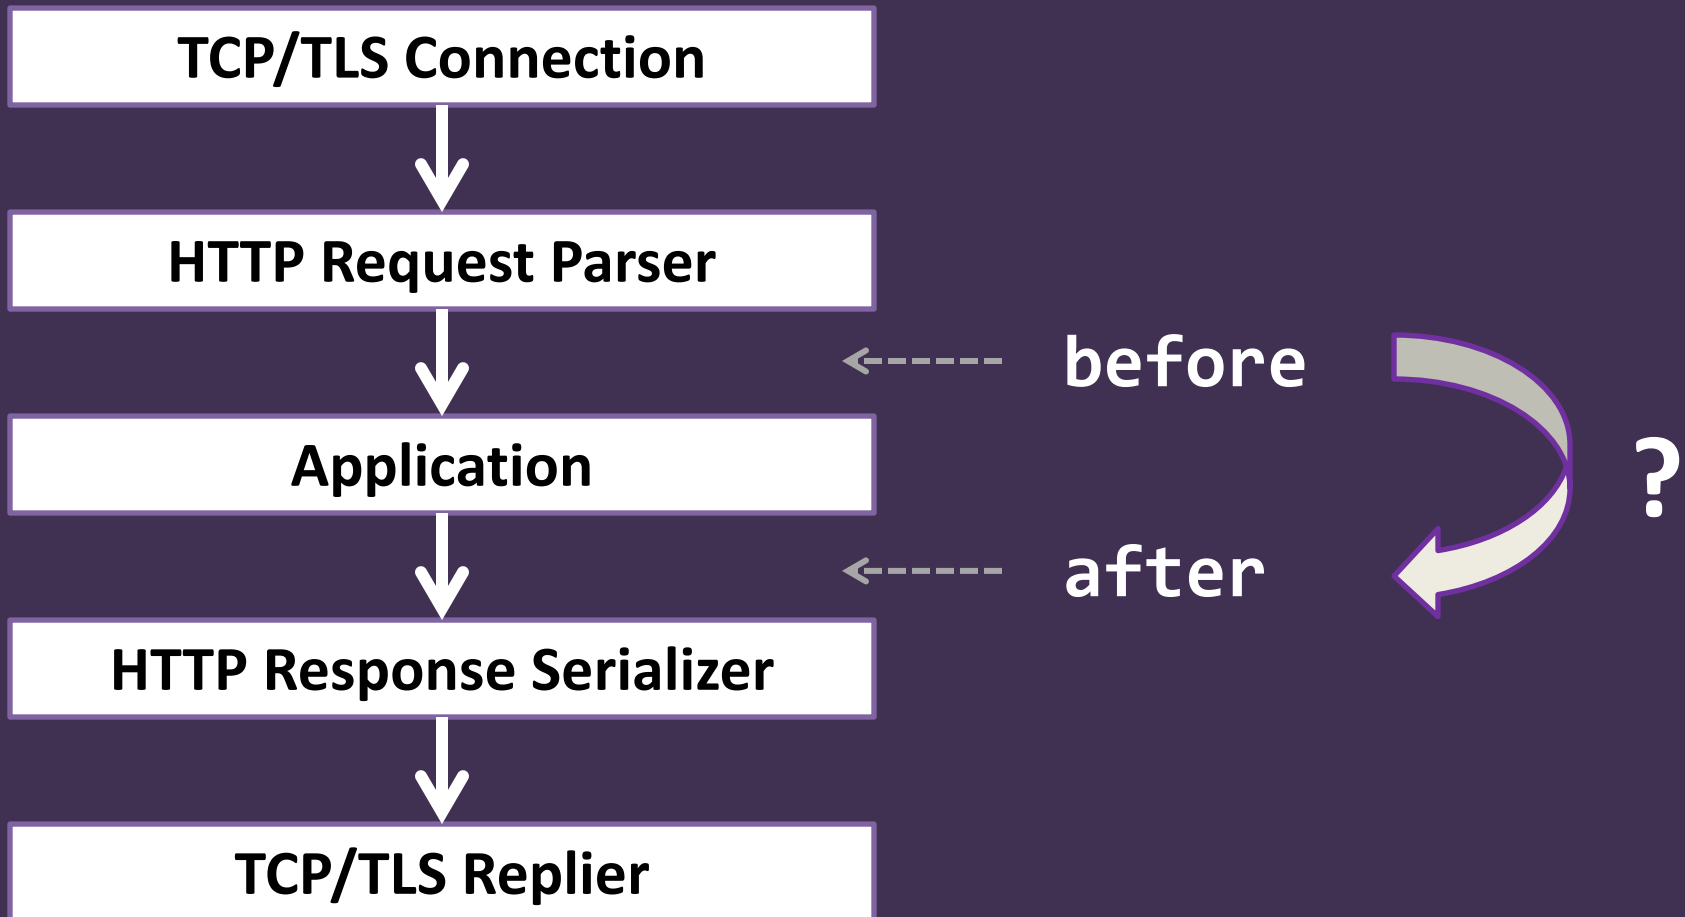 TCP/TLS Connection
HTTP Request Parser
before
Application
?
after
HTTP Response Serializer
TCP/TLS Replier